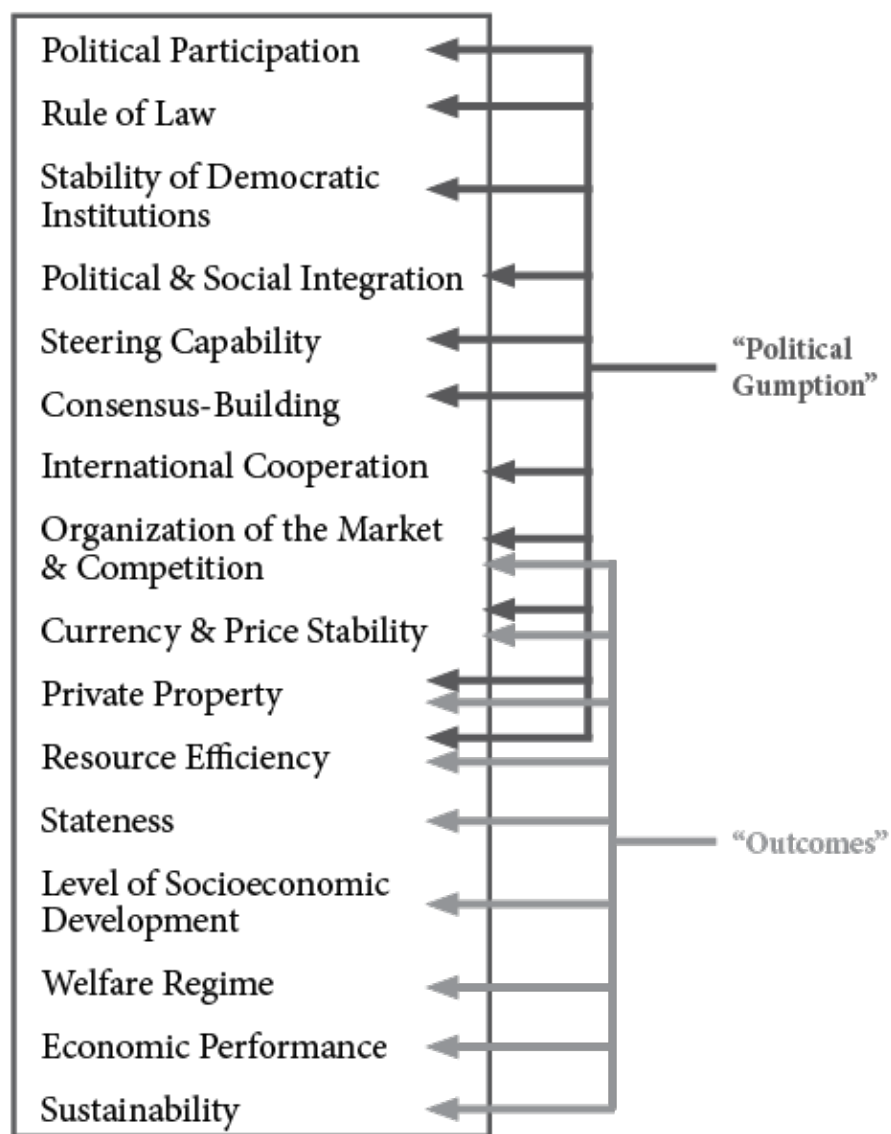 Political Participation
Rule of Law
Stability of Democratic
Institutions
Political & Social Integration
Steering Capability
Consensus-Building
International Cooperation
Organization of the Market
& Competition
Currency & Price Stability
Private Property
Resource Efficiency
Stateness
Level of Socioeconomic
Development
Welfare Regime
Economic Performance
Sustainability
“Political
Gumption”
“Outcomes”